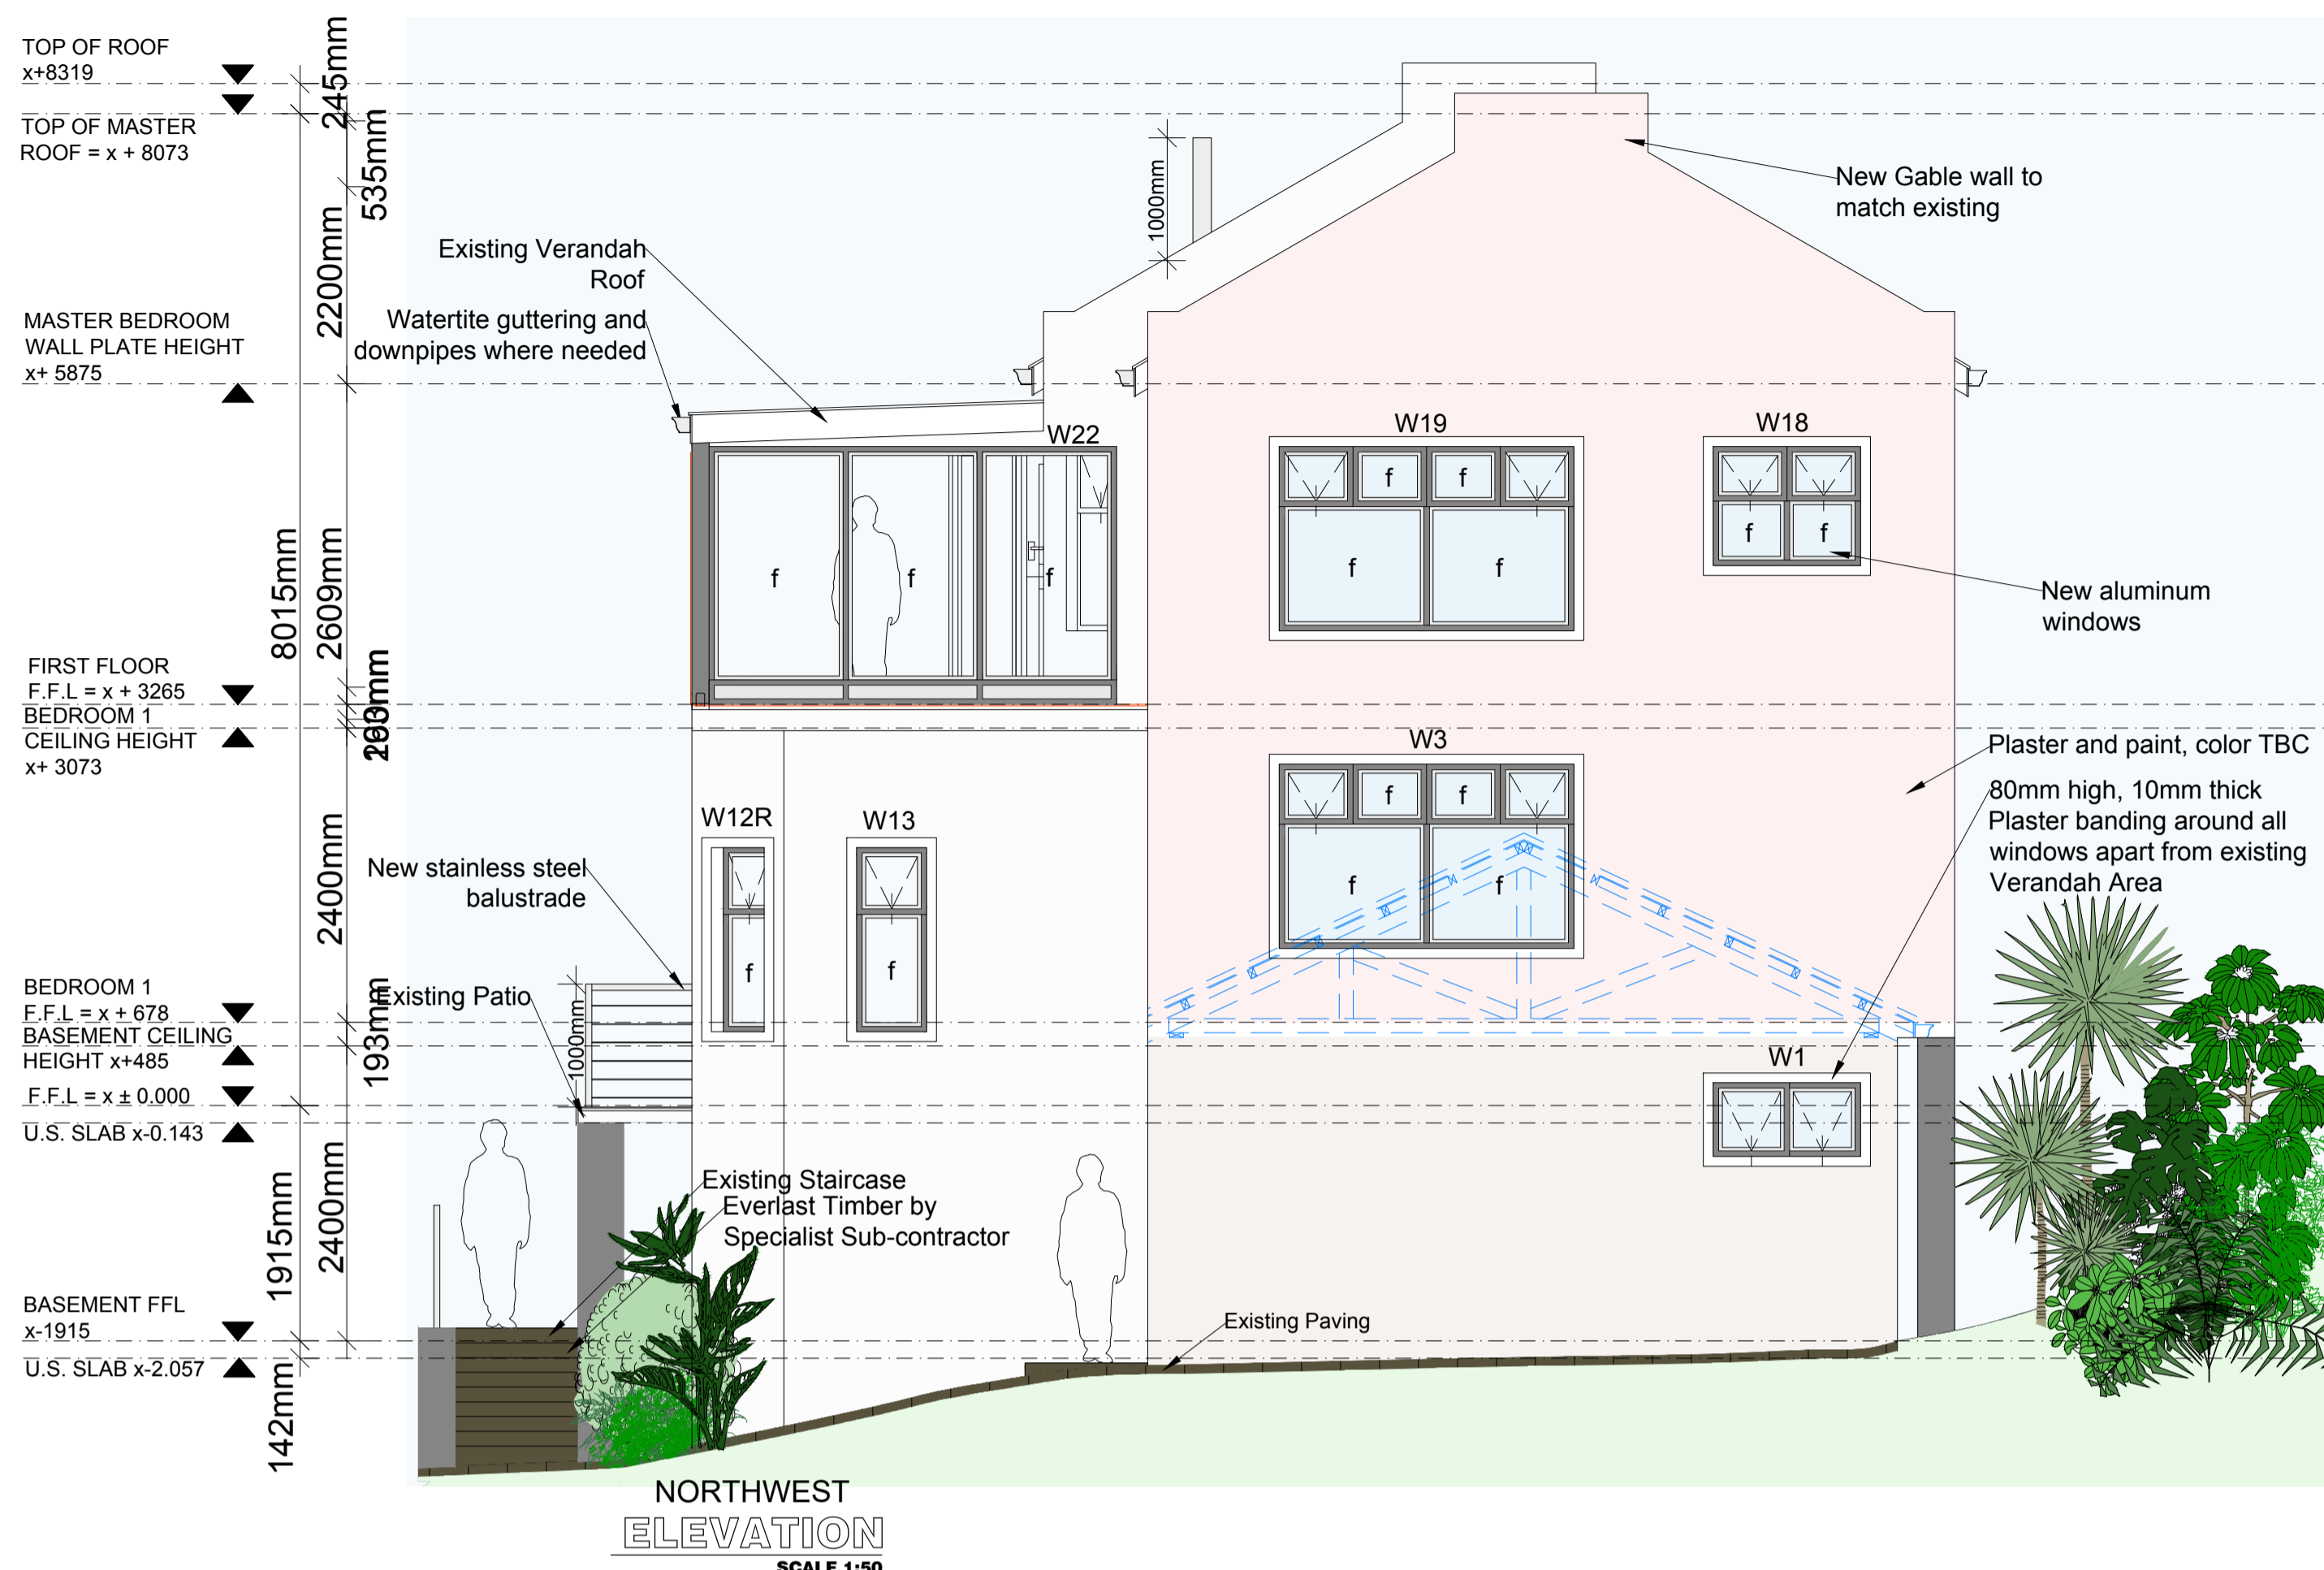 TOP OF ROOF
x+8319
TOP OF MASTER
ROOF = x + 8073
MASTER BEDROOM
WALL PLATE HEIGHT
x+ 5875
FIRST FLOOR
F.F.L = x + 3265
BEDROOM 1
CEILING HEIGHT
x+ 3073
BEDROOM 1
F.F.L = x + 678
BASEMENT CEILING
HEIGHT x+485
F.F.L = x ± 0.000
U.S. SLAB x-0.143
BASEMENT FFL
x-1915
U.S. SLAB x-2.057
245mm
535mm
2200mm
8015mm
2609mm
2400mm
193mm
1915mm
2400mm
142mm
1000mm
Existing Verandah
Roof
Watertite guttering and
downpipes where needed
New Gable wall to
match existing
W22
W19
W18
f
f
f
f
f
f
f
f
f
New aluminum
windows
W3
f
f
f
f
Plaster and paint, color TBC
80mm high, 10mm thick
Plaster banding around all
windows apart from existing
Verandah Area
W12R
W13
f
f
New stainless steel
balustrade
Existing Patio
1000mm
W1
Existing Staircase
Everlast Timber by
Specialist Sub-contractor
Existing Paving
NORTHWEST
ELEVATION
SCALE 1:50